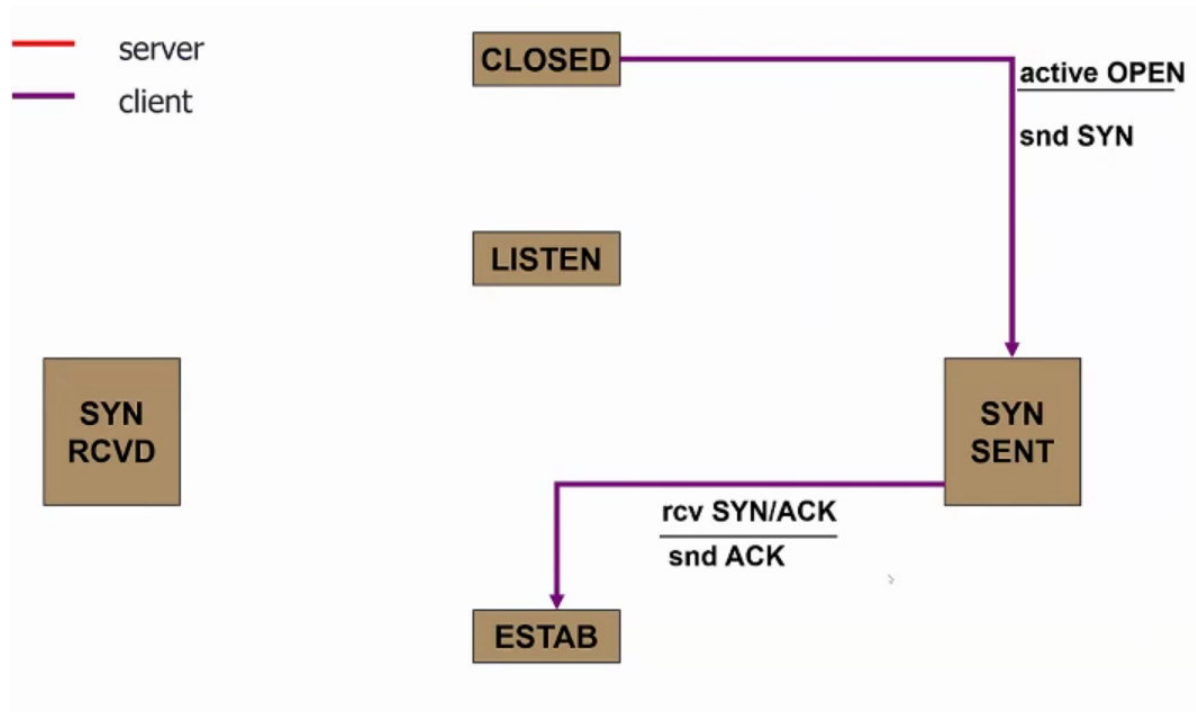 server
client
CLOSED
active OPEN
snd SYN
LISTEN
SYN
RCVD
SYN
SENT
rcv SYN/ACK
snd ACK
ESTAB